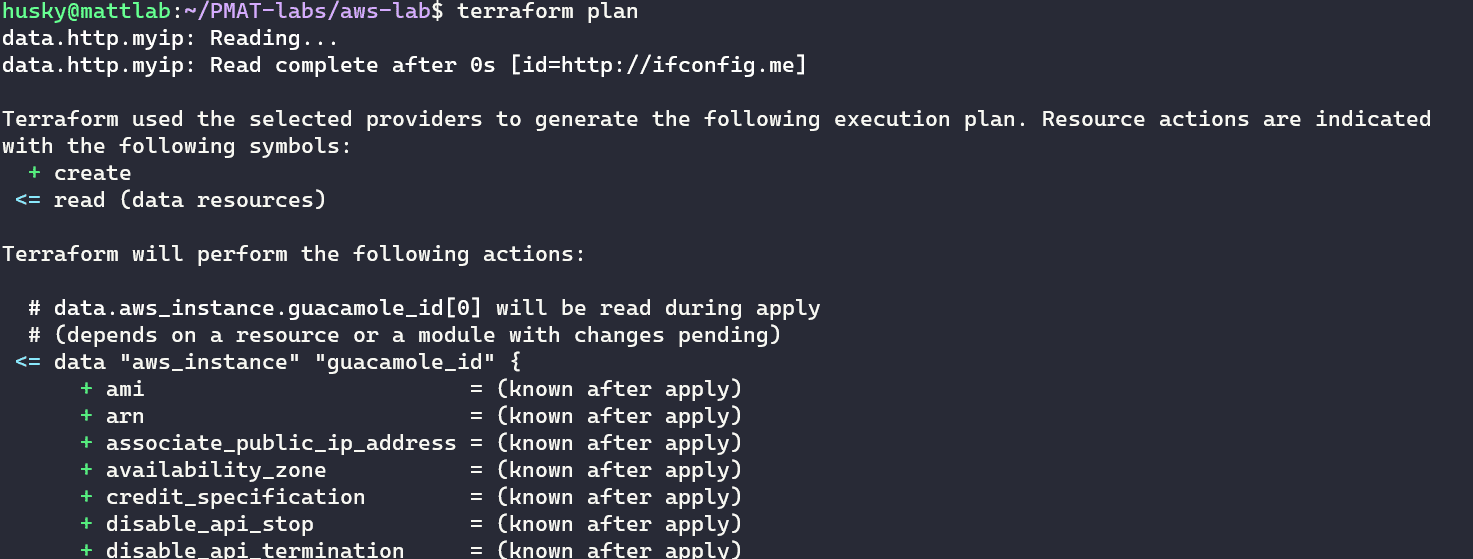 husky@mattlab:~/PMAT-labs/aws-lab$ terraform plan
data.http.myip: Reading...
data.http.myip: Read complete after 0s [id=http://ifconfig.me]
Terraform used the selected providers to generate the following execution plan. Resource actions are indicated
with the following symbols:
+ create
<= read (data resources)
Terraform will perform the following actions:
# data.aws_instance.guacamole_id[0] will be read during apply
# (depends on a resource or a module with changes pending)
<= data "aws_instance" "guacamole_id" {
+ ami = (known after apply)
+ arn = (known after apply)
+ associate_public_ip_address = (known after apply)
+ availability_zone = (known after apply)
+ credit_specification = (known after apply)
+ disable_api_stop = (known after apply)
+ disable_api_termination = (known after apply)